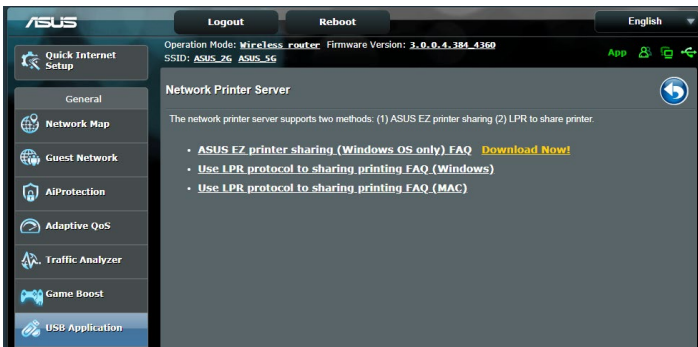 ASUS
Logout
Reboot
English
Quick Internet Setup
Operation Mode: Wireless router Firmware Version: 3.0.0.4.384_4360
SSID: ASUS_2G ASUS_5G
App
General
Network Map
Guest Network
AiProtection
Adaptive QoS
Traffic Analyzer
Game Boost
USB Application
Network Printer Server
The network printer server supports two methods: (1) ASUS EZ printer sharing (2) LPR to share printer.
ASUS EZ printer sharing (Windows OS only) FAQ Download Now!
Use LPR protocol to sharing printing FAQ (Windows)
Use LPR protocol to sharing printing FAQ (MAC)